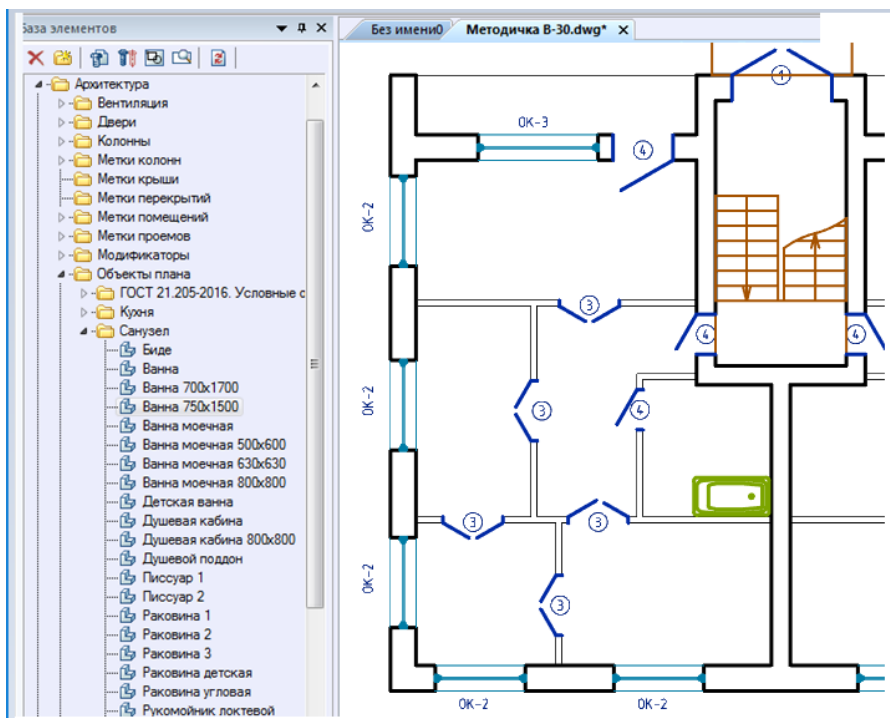 База элементов
Без имени0
Методичка В-30.dwg*
Архитектура
Вентиляция
Двери
Колонны
Метки колонн
Метки крыши
Метки перекрытий
Метки помещений
Метки проемов
Модификаторы
Объекты плана
ГОСТ 21.205-2016. Условные с
Кухня
Санузел
Биде
Ванна
Ванна 700x1700
Ванна 750x1500
Ванна моечная
Ванна моечная 500x600
Ванна моечная 630x630
Ванна моечная 800x800
Детская ванна
Душевая кабина
Душевая кабина 800x800
Душевой поддон
Писсуар 1
Писсуар 2
Раковина 1
Раковина 2
Раковина 3
Раковина детская
Раковина угловая
Рукомойник локтевой
1
ОК-3
4
ОК-2
3
4
4
ОК-2
3
4
3
3
ОК-2
3
ОК-2
ОК-2